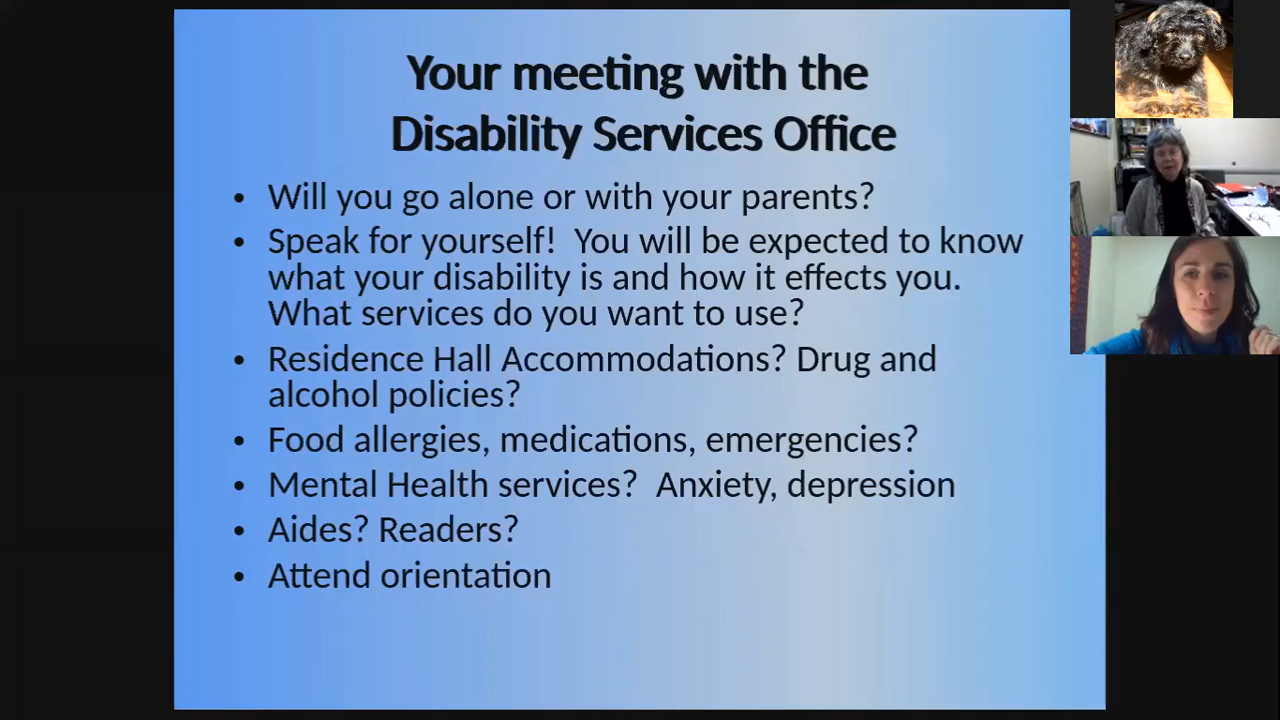 Your meeting with the
Disability Services Office
• Will you go alone or with your parents?
• Speak for yourself!  You will be expected to know
what your disability is and how it effects you.
What services do you want to use?
• Residence Hall Accommodations? Drug and
alcohol policies?
• Food allergies, medications, emergencies?
• Mental Health services?  Anxiety, depression
• Aides? Readers?
• Attend orientation